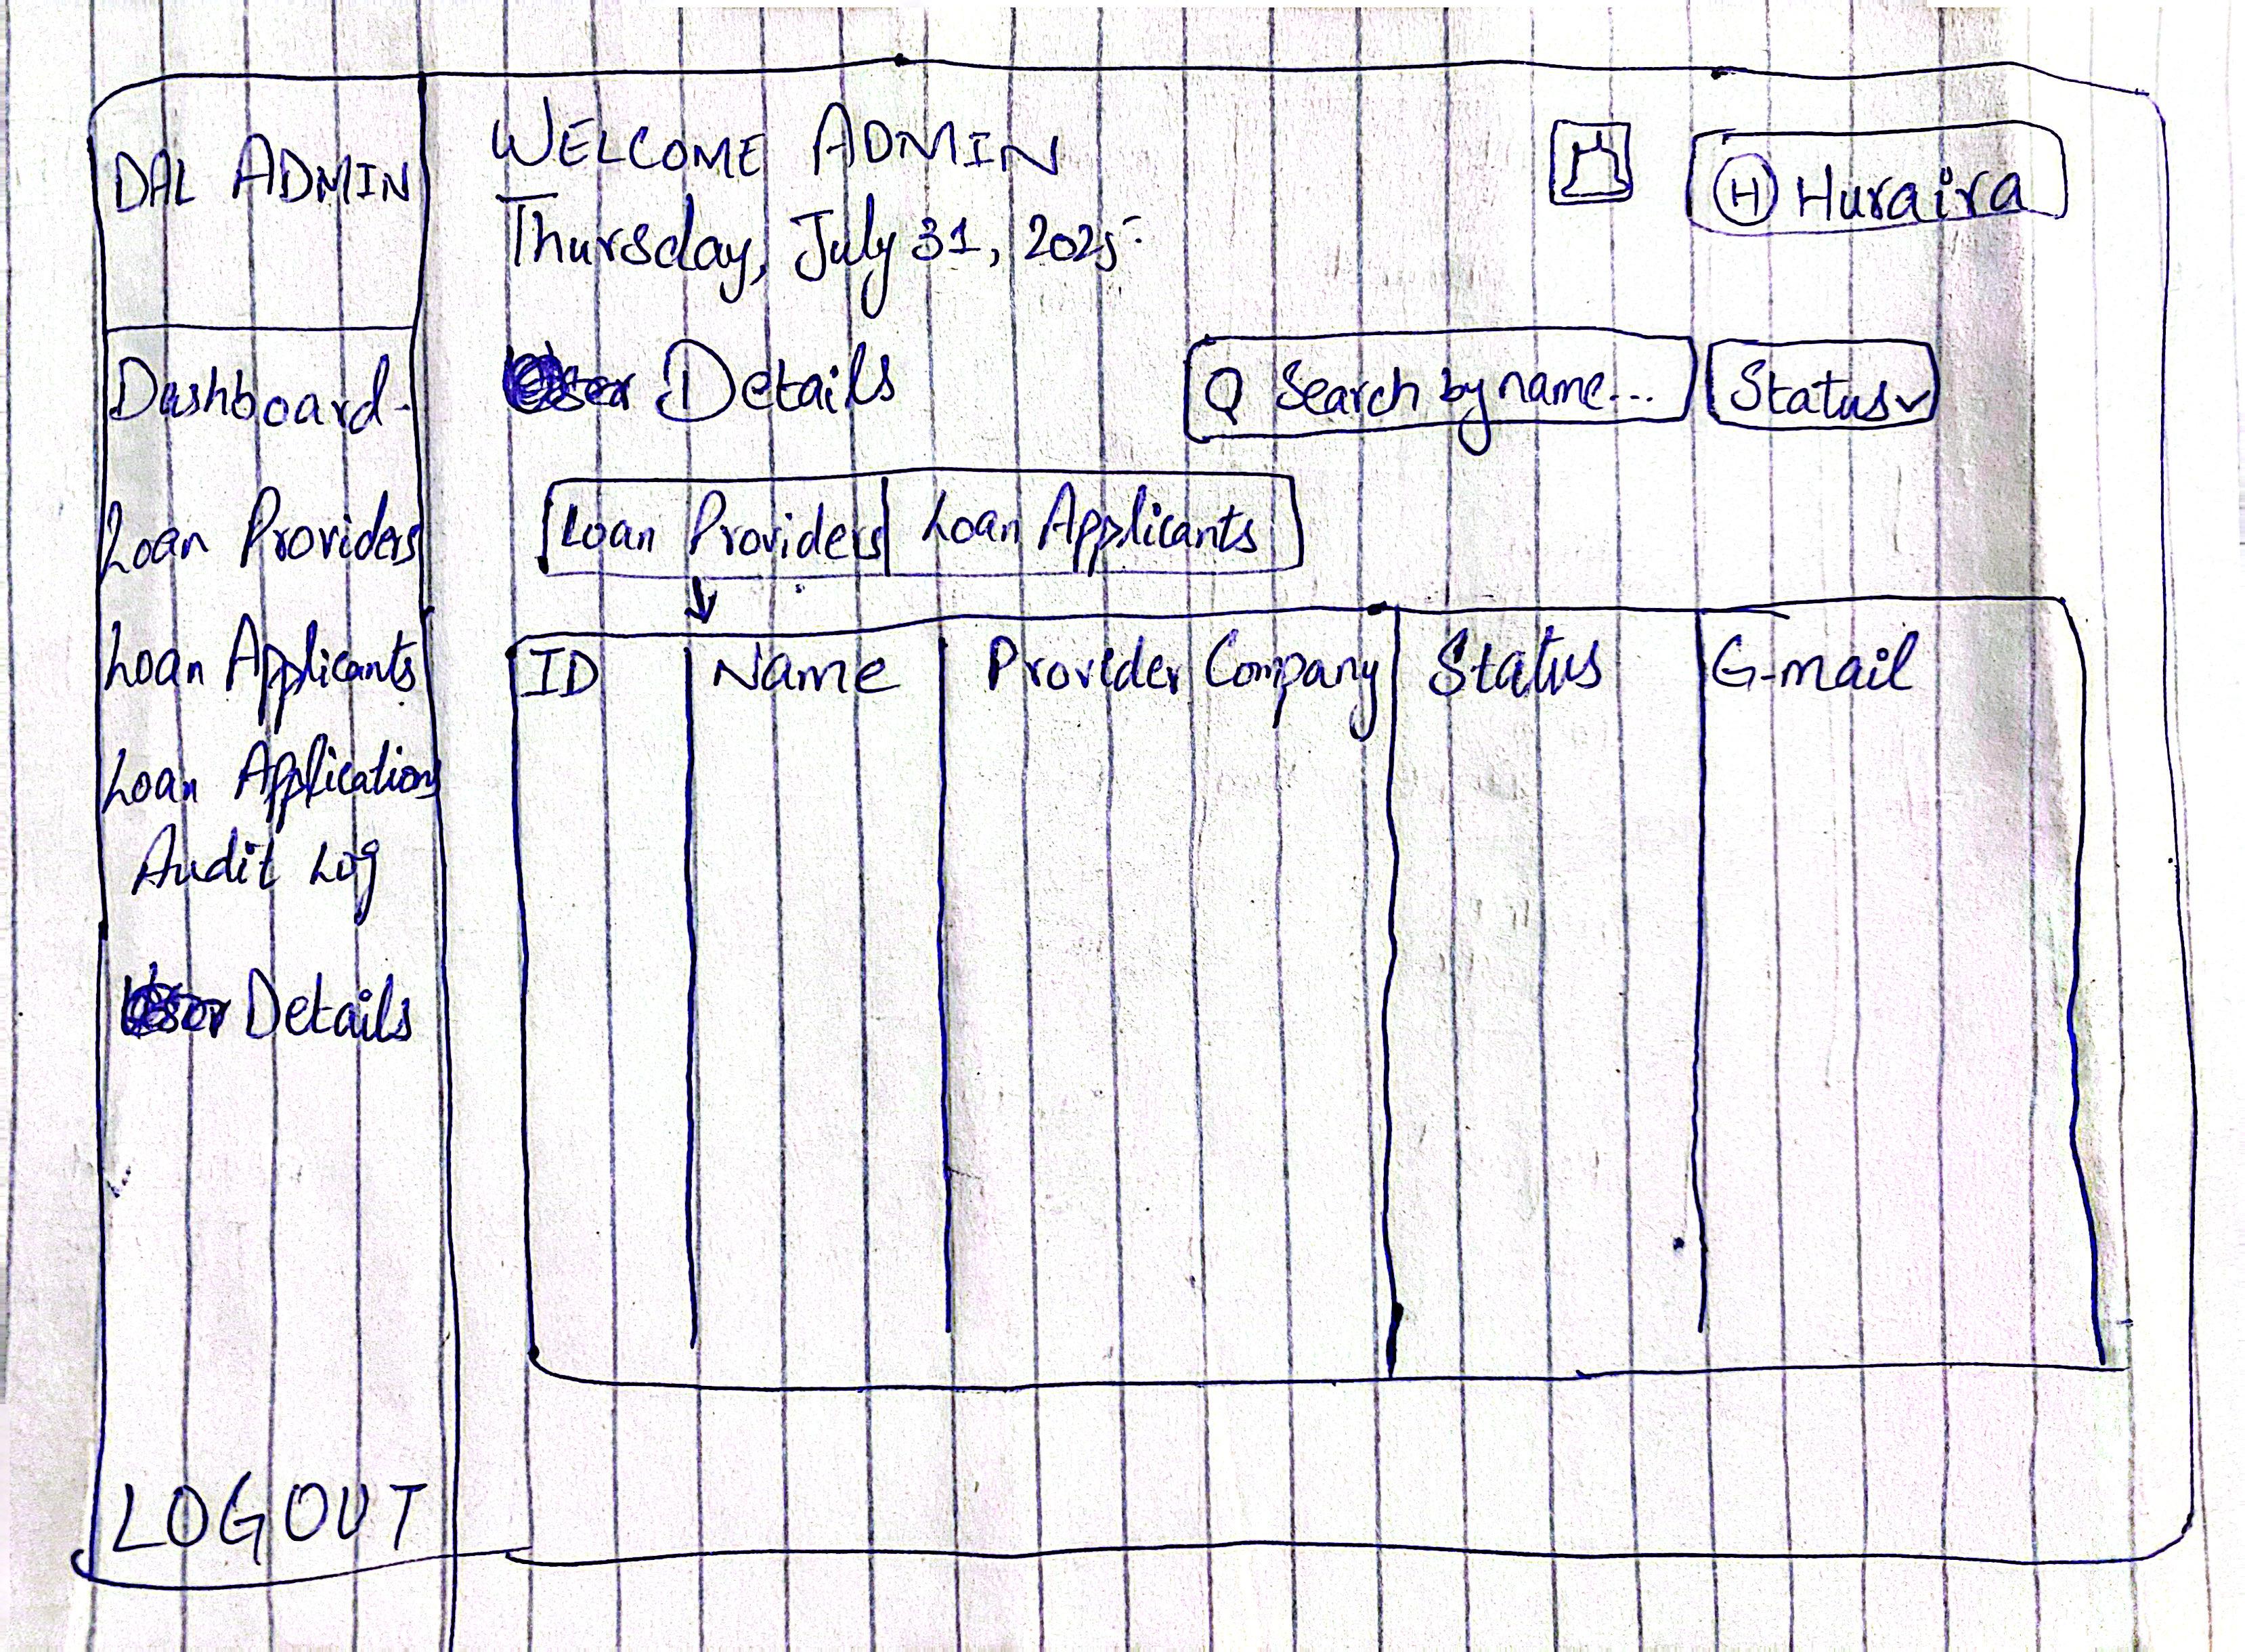 DAL ADMIN
Dashboard
Loan Providers
Loan Applicants
Loan Applications
Audit Log
User Details
LOGOUT
WELCOME ADMIN
Thursday, July 31, 2025
H Huraira
User Details
Search by name...
Status
Loan Providers Loan Applicants
ID Name Provider Company Status G-mail